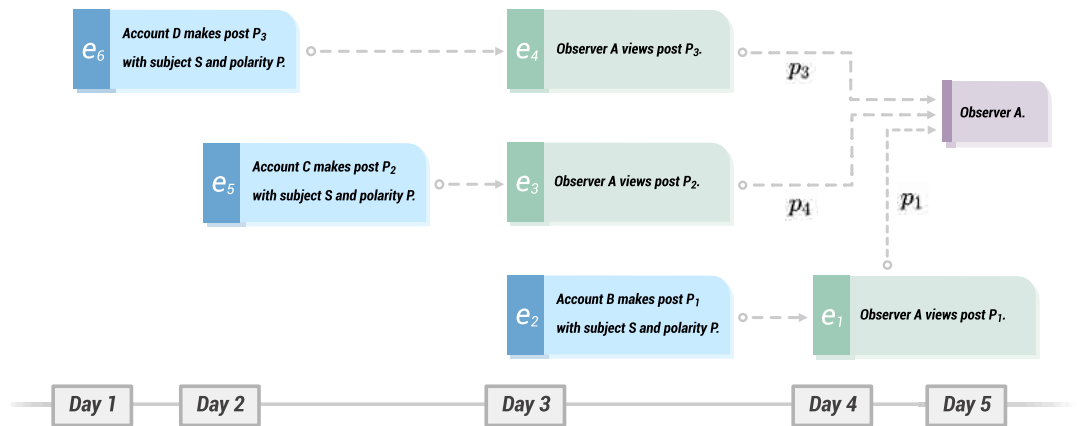 e6
Account D makes post P3
with subject S and polarity P.
e4
Observer A views post P3.
p3
Observer A.
e5
Account C makes post P2
with subject S and polarity P.
e3
Observer A views post P2.
p4
p1
e2
Account B makes post P1
with subject S and polarity P.
e1
Observer A views post P1.
Day 1
Day 2
Day 3
Day 4
Day 5